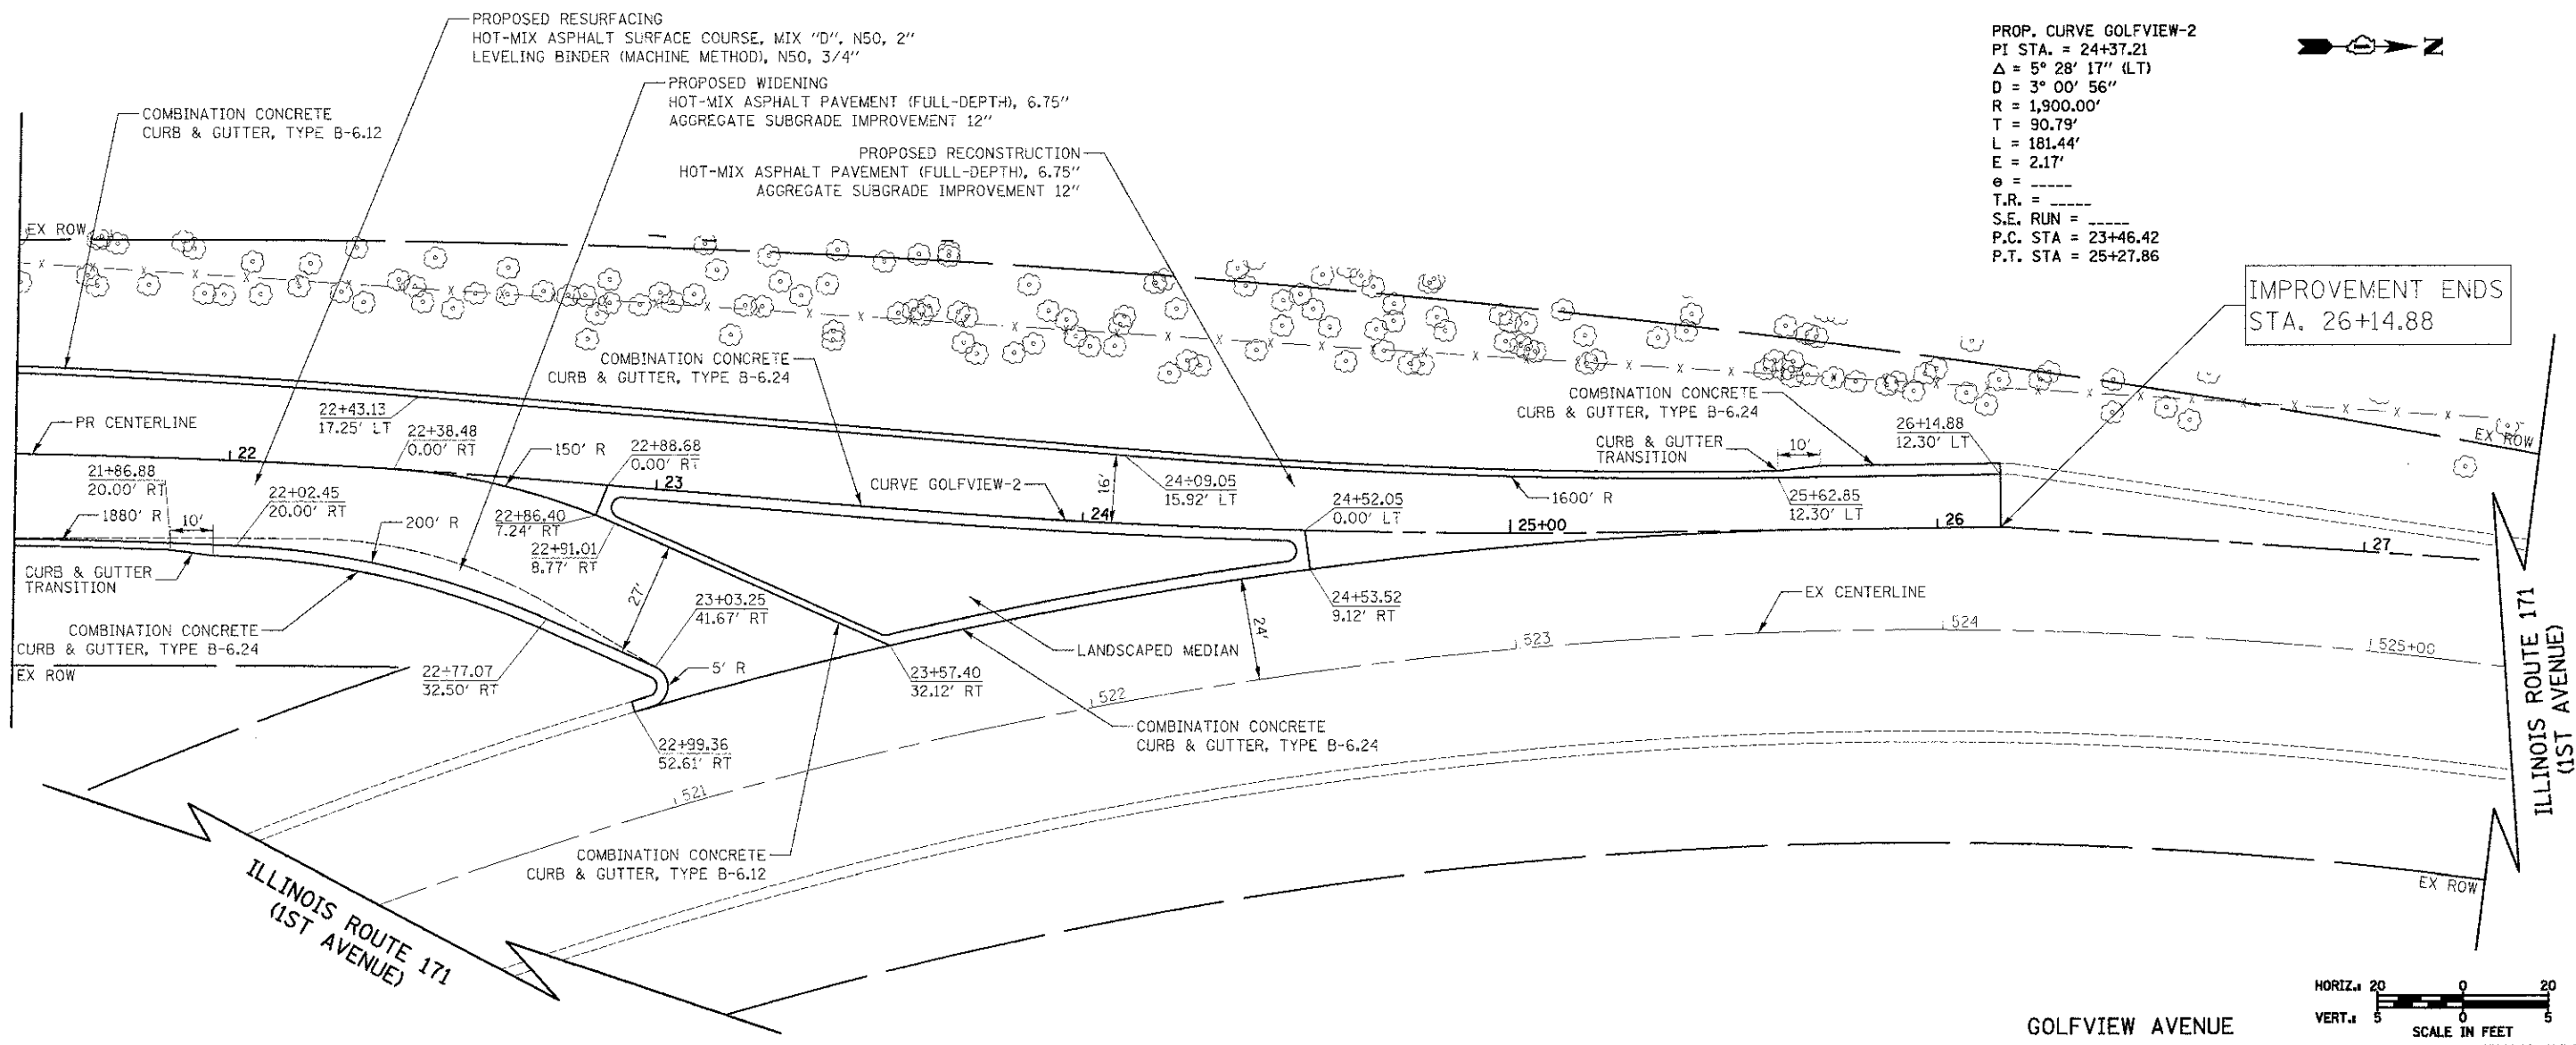 PROPOSED RESURFACING
HOT-MIX ASPHALT SURFACE COURSE, MIX "D", N50, 2"
LEVELING BINDER (MACHINE METHOD), N50, 3/4"
PROPOSED WIDENING
HOT-MIX ASPHALT PAVEMENT (FULL-DEPTH), 6.75"
AGGREGATE SUBGRADE IMPROVEMENT 12"
COMBINATION CONCRETE
CURB & GUTTER, TYPE B-6.12
PROPOSED RECONSTRUCTION
HOT-MIX ASPHALT PAVEMENT (FULL-DEPTH), 6.75"
AGGREGATE SUBGRADE IMPROVEMENT 12"
PROP. CURVE GOLFVIEW-2
PI STA. = 24+37.21
Δ = 5° 28' 17" (LT)
D = 3° 00' 56"
R = 1,900.00'
T = 90.79'
L = 181.44'
E = 2.17'
e = _____
T.R. = _____
S.E. RUN = _____
P.C. STA = 23+46.42
P.T. STA = 25+27.86
N
IMPROVEMENT ENDS
STA. 26+14.88
EX ROW
COMBINATION CONCRETE
CURB & GUTTER, TYPE B-6.24
COMBINATION CONCRETE
CURB & GUTTER, TYPE B-6.24
EX ROW
22+43.13
17.25' LT
22+38.48
0.00' RT
PR CENTERLINE
22
150' R
22+88.68
0.00' RT
23
CURVE GOLFVIEW-2
16'
24
24+09.05
15.92' LT
24+52.05
0.00' LT
1600' R
25+00
CURB & GUTTER
TRANSITION
10'
26+14.88
12.30' LT
25+62.85
12.30' LT
26
27
21+86.88
20.00' RT
22+02.45
20.00' RT
1880' R
10'
200' R
22+86.40
7.24' RT
22+91.01
8.77' RT
CURB & GUTTER
TRANSITION
27'
23+03.25
41.67' RT
24+53.52
9.12' RT
24'
EX CENTERLINE
COMBINATION CONCRETE
CURB & GUTTER, TYPE B-6.24
EX ROW
22+77.07
32.50' RT
5' R
23+57.40
32.12' RT
LANDSCAPED MEDIAN
523
524
525+00
522
COMBINATION CONCRETE
CURB & GUTTER, TYPE B-6.24
22+99.36
52.61' RT
521
COMBINATION CONCRETE
CURB & GUTTER, TYPE B-6.12
ILLINOIS ROUTE 171
(1ST AVENUE)
ILLINOIS ROUTE 171
(1ST AVENUE)
EX ROW
GOLFVIEW AVENUE
HORIZ.: 20 0 20
VERT.: 5 0 5
SCALE IN FEET